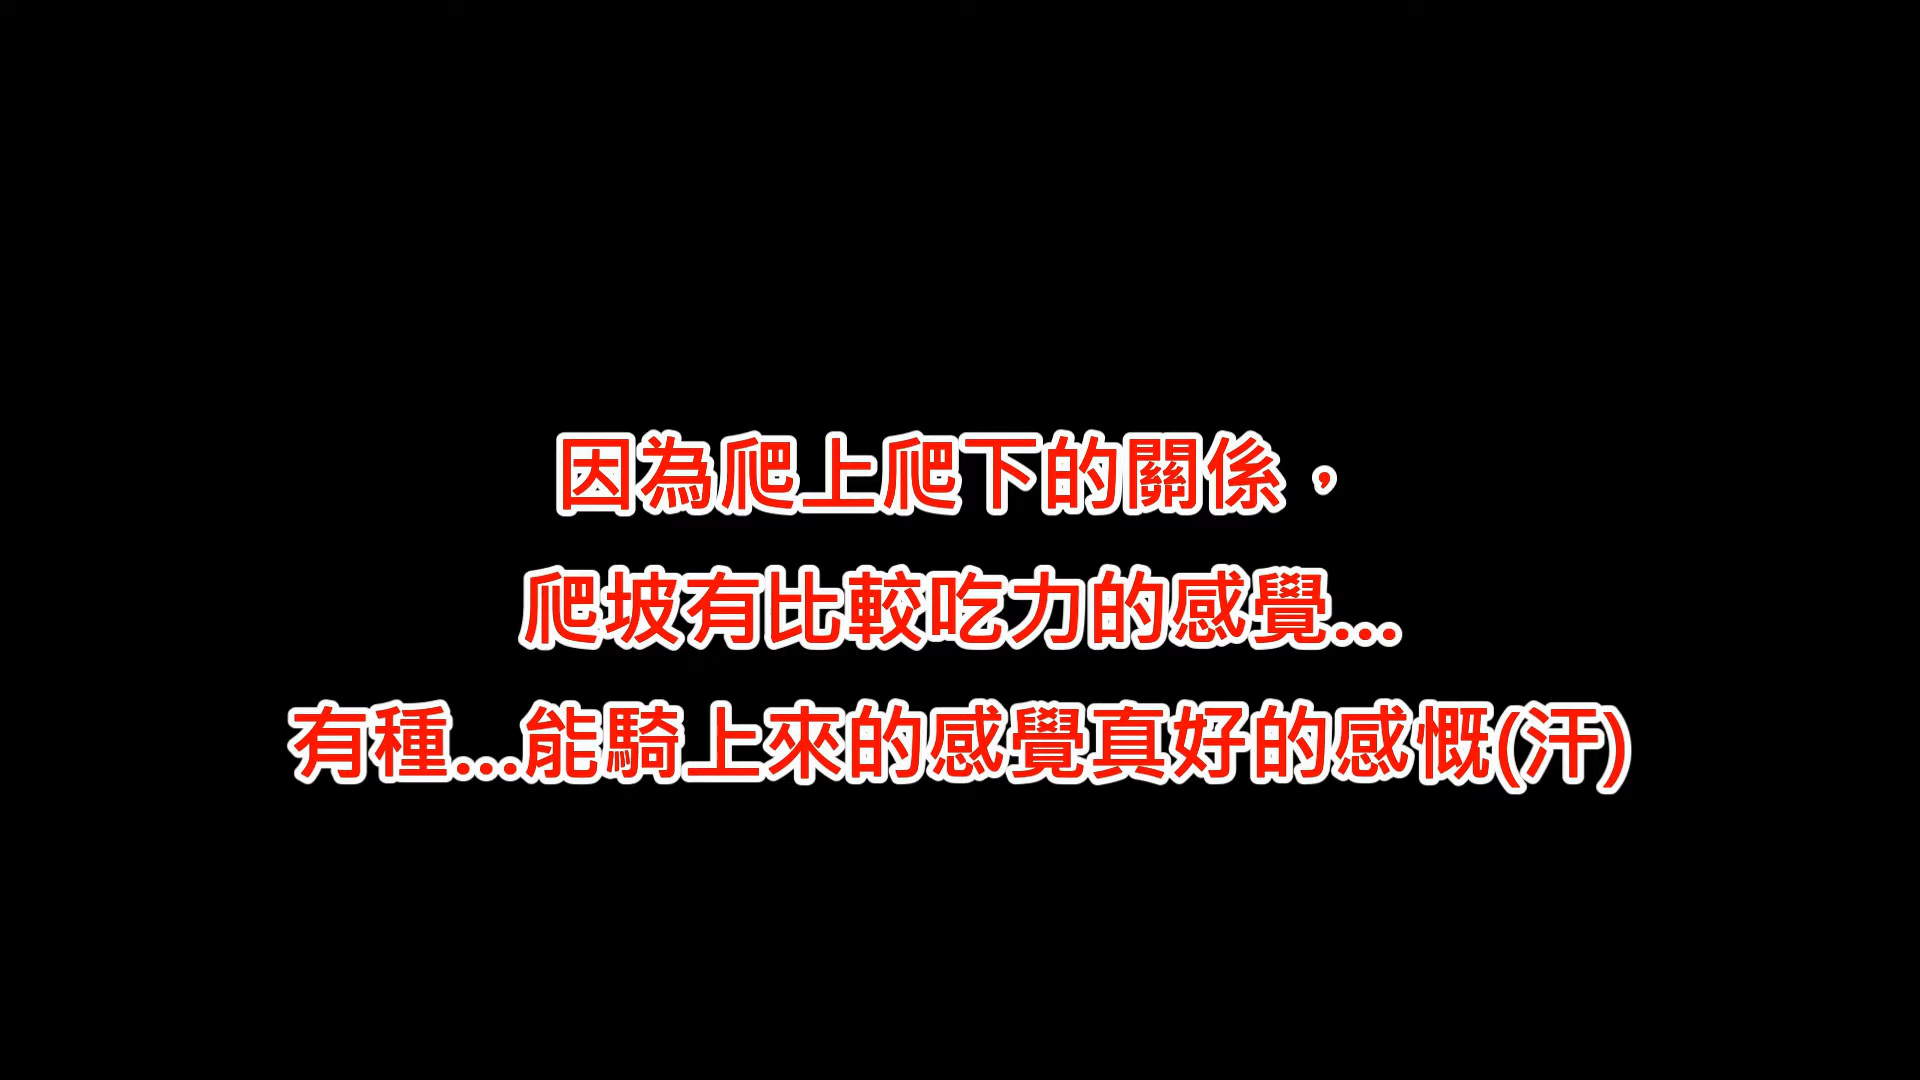 因為爬上爬下的關係，
爬坡有比較吃力的感覺...
有種...能騎上來的感覺真好的感慨(汗)